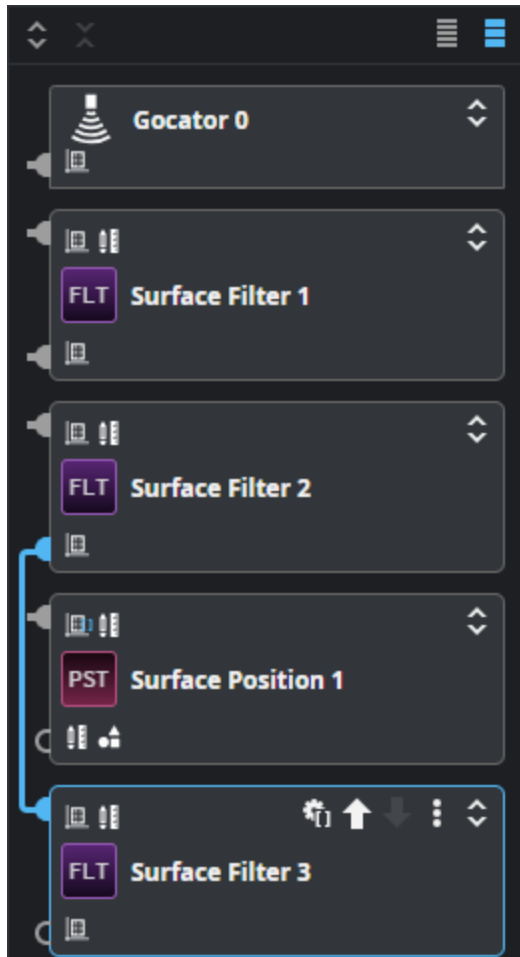 Gocator 0
FLT Surface Filter 1
FLT Surface Filter 2
PST Surface Position 1
FLT Surface Filter 3